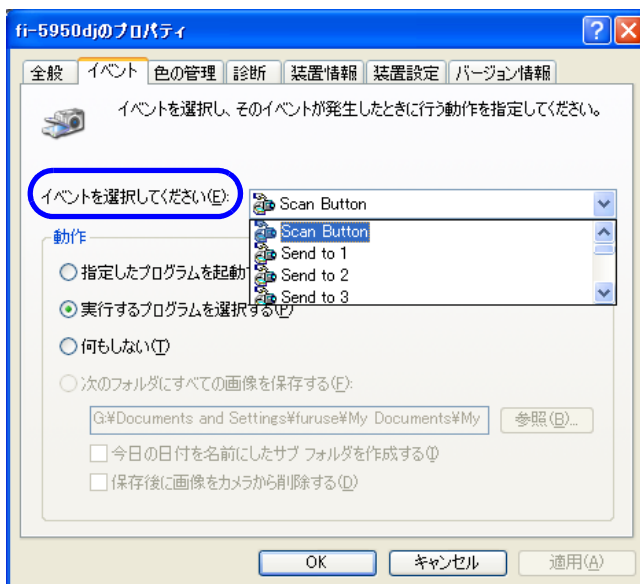 fi-5950djのプロパティ
全般 イベント 色の管理 診断 装置情報 装置設定 バージョン情報
イベントを選択し、そのイベントが発生したときに行う動作を指定してください。
イベントを選択してください(E):
Scan Button
Scan Button
Send to 1
Send to 2
Send to 3
動作
指定したプログラムを起動
実行するプログラムを選択する(P)
何もしない(T)
次のフォルダにすべての画像を保存する(F):
G:¥Documents and Settings¥furuse¥My Documents¥My
参照(B)...
今日の日付を名前にしたサブ フォルダを作成する(I)
保存後に画像をカメラから削除する(D)
OK キャンセル 適用(A)